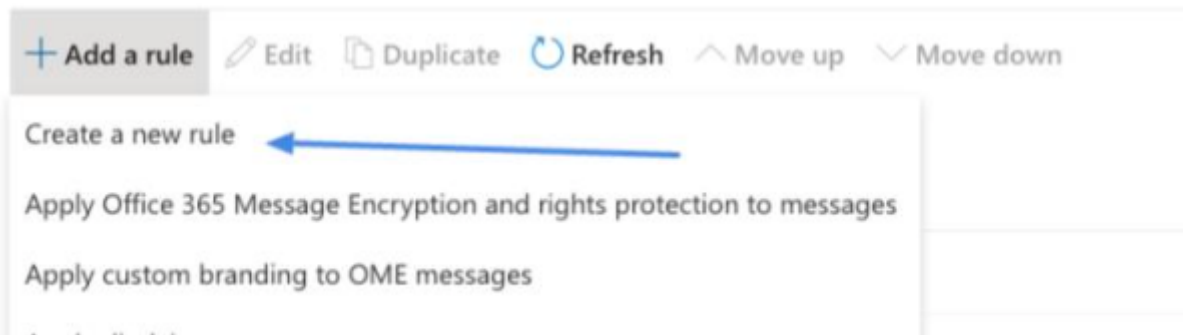 Add a rule Edit Duplicate Refresh Move up Move down
Create a new rule
Apply Office 365 Message Encryption and rights protection to messages
Apply custom branding to OME messages